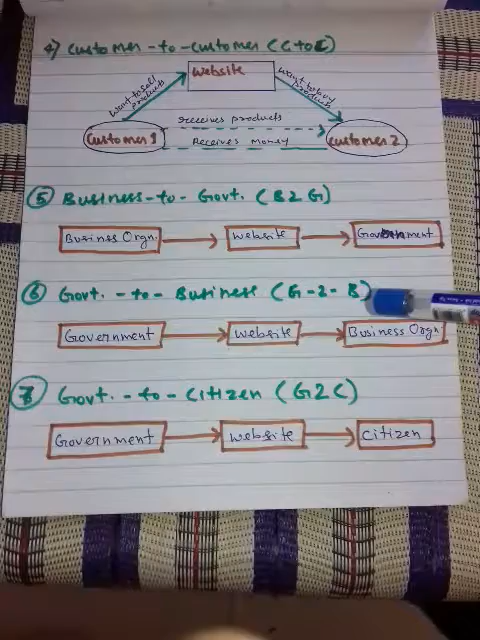 4) Customer-to-Customer (C to C)
Website
want to sell products
want to buy products
receives products
Customer 1
customer 2
Receives Money
⑤ Business-to-Govt. (B 2 G)
Busines Orgn.
website
Government
⑥ Govt.-to-Business (G-2-B)
Government
website
Business Orgn
⑦ Govt.-to-Citizen (G2C)
Government
website
citizen